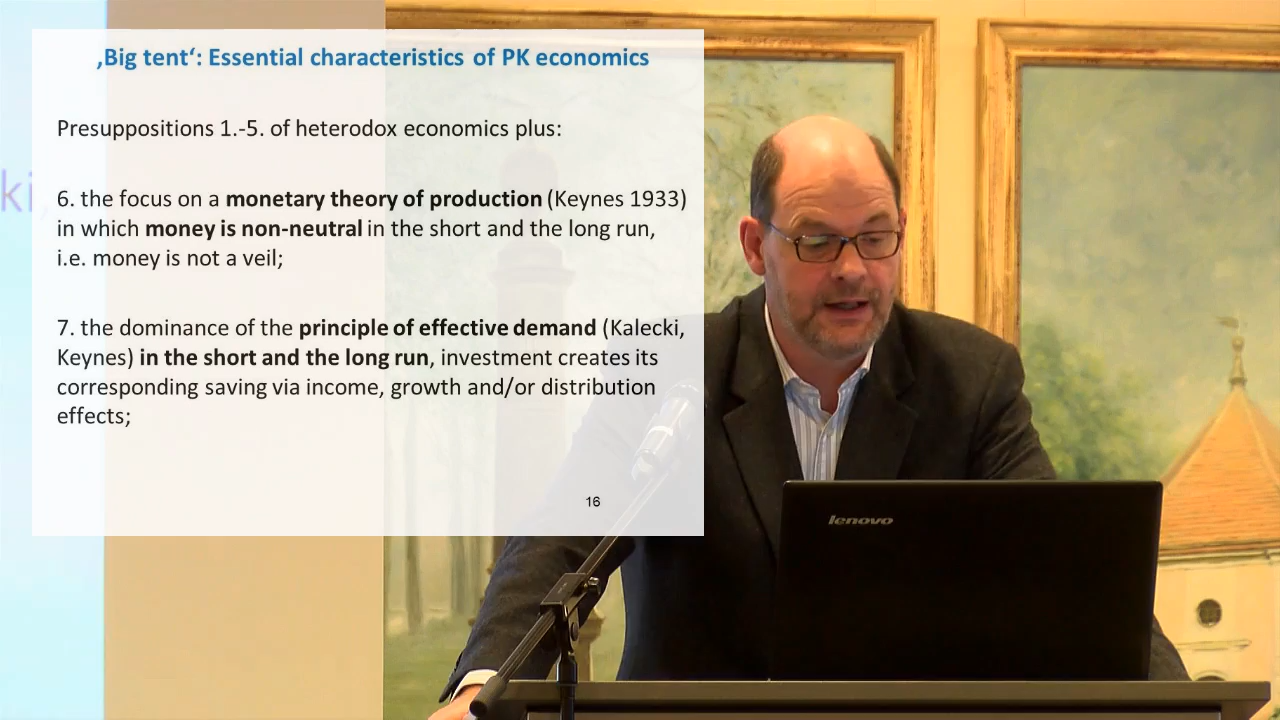 ‚Big tent‘: Essential characteristics of PK economics
Presuppositions 1.-5. of heterodox economics plus:
6. the focus on a monetary theory of production (Keynes 1933)
in which money is non-neutral in the short and the long run,
i.e. money is not a veil;
7. the dominance of the principle of effective demand (Kalecki,
Keynes) in the short and the long run, investment creates its
corresponding saving via income, growth and/or distribution
effects;
16
ki,
lenovo